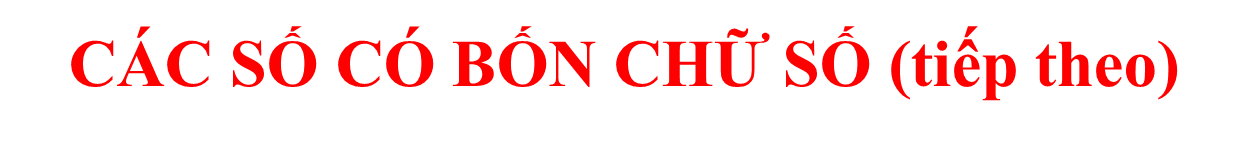 CÁC SỐ CÓ BỐN CHỮ SỐ (tiếp theo)